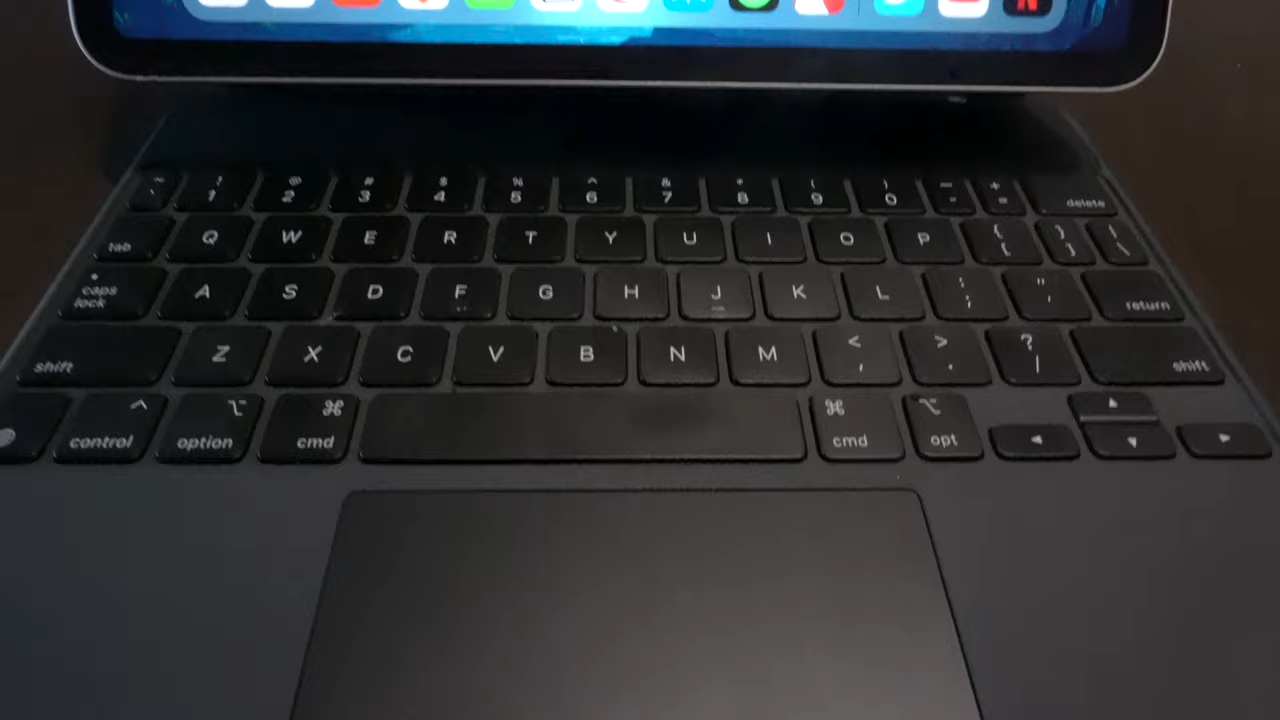 ~ ! @ # $ % ^ & * ( ) — +
` 1 2 3 4 5 6 7 8 9 0 - = delete
tab Q W E R T Y U I O P { [ } ] | \
caps lock A S D F G H J K L : ; " ' return
shift Z X C V B N M < , > . ? / shift
control option ⌘ cmd ⌘ cmd opt ◀ ▲ ▼ ▶